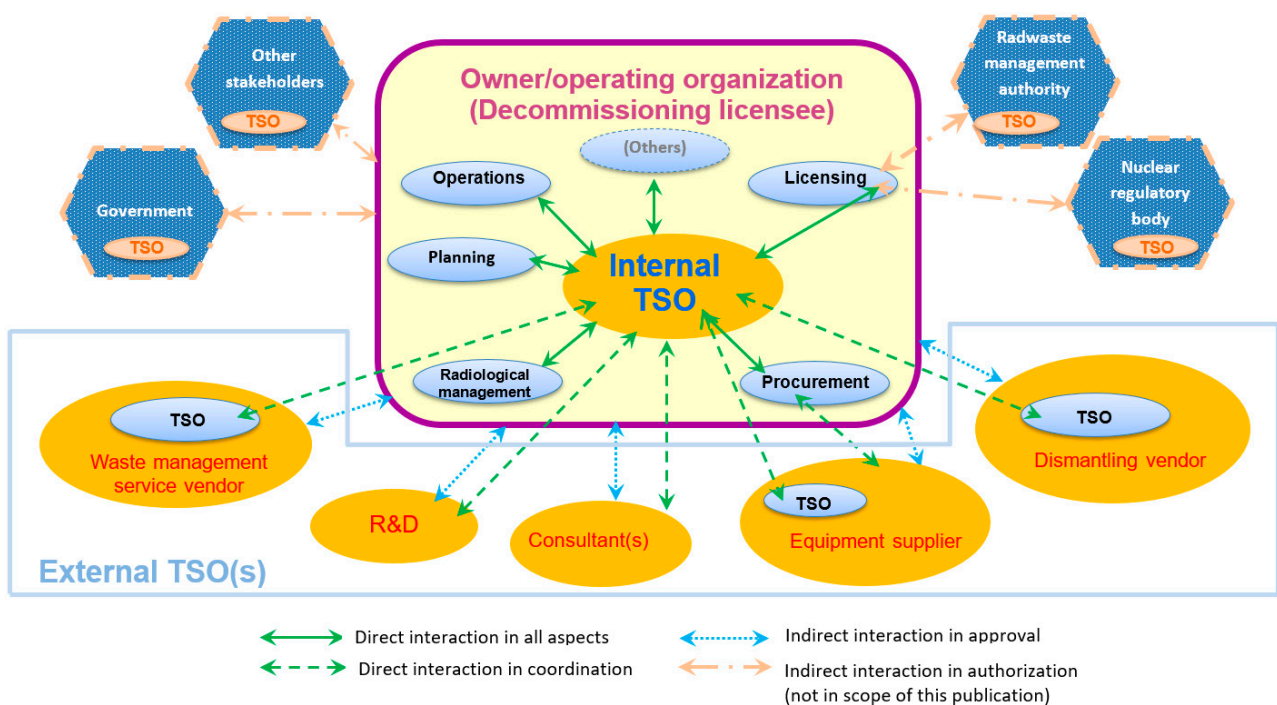 Other
stakeholders
TSO
Government
TSO
Owner/operating organization
(Decommissioning licensee)
(Others)
Operations
Licensing
Planning
Internal
TSO
Radiological
management
Procurement
Radwaste
management
authority
TSO
Nuclear
regulatory
body
TSO
TSO
Waste management
service vendor
R&D
Consultant(s)
TSO
Equipment supplier
TSO
Dismantling vendor
External TSO(s)
Direct interaction in all aspects
Direct interaction in coordination
Indirect interaction in approval
Indirect interaction in authorization
(not in scope of this publication)